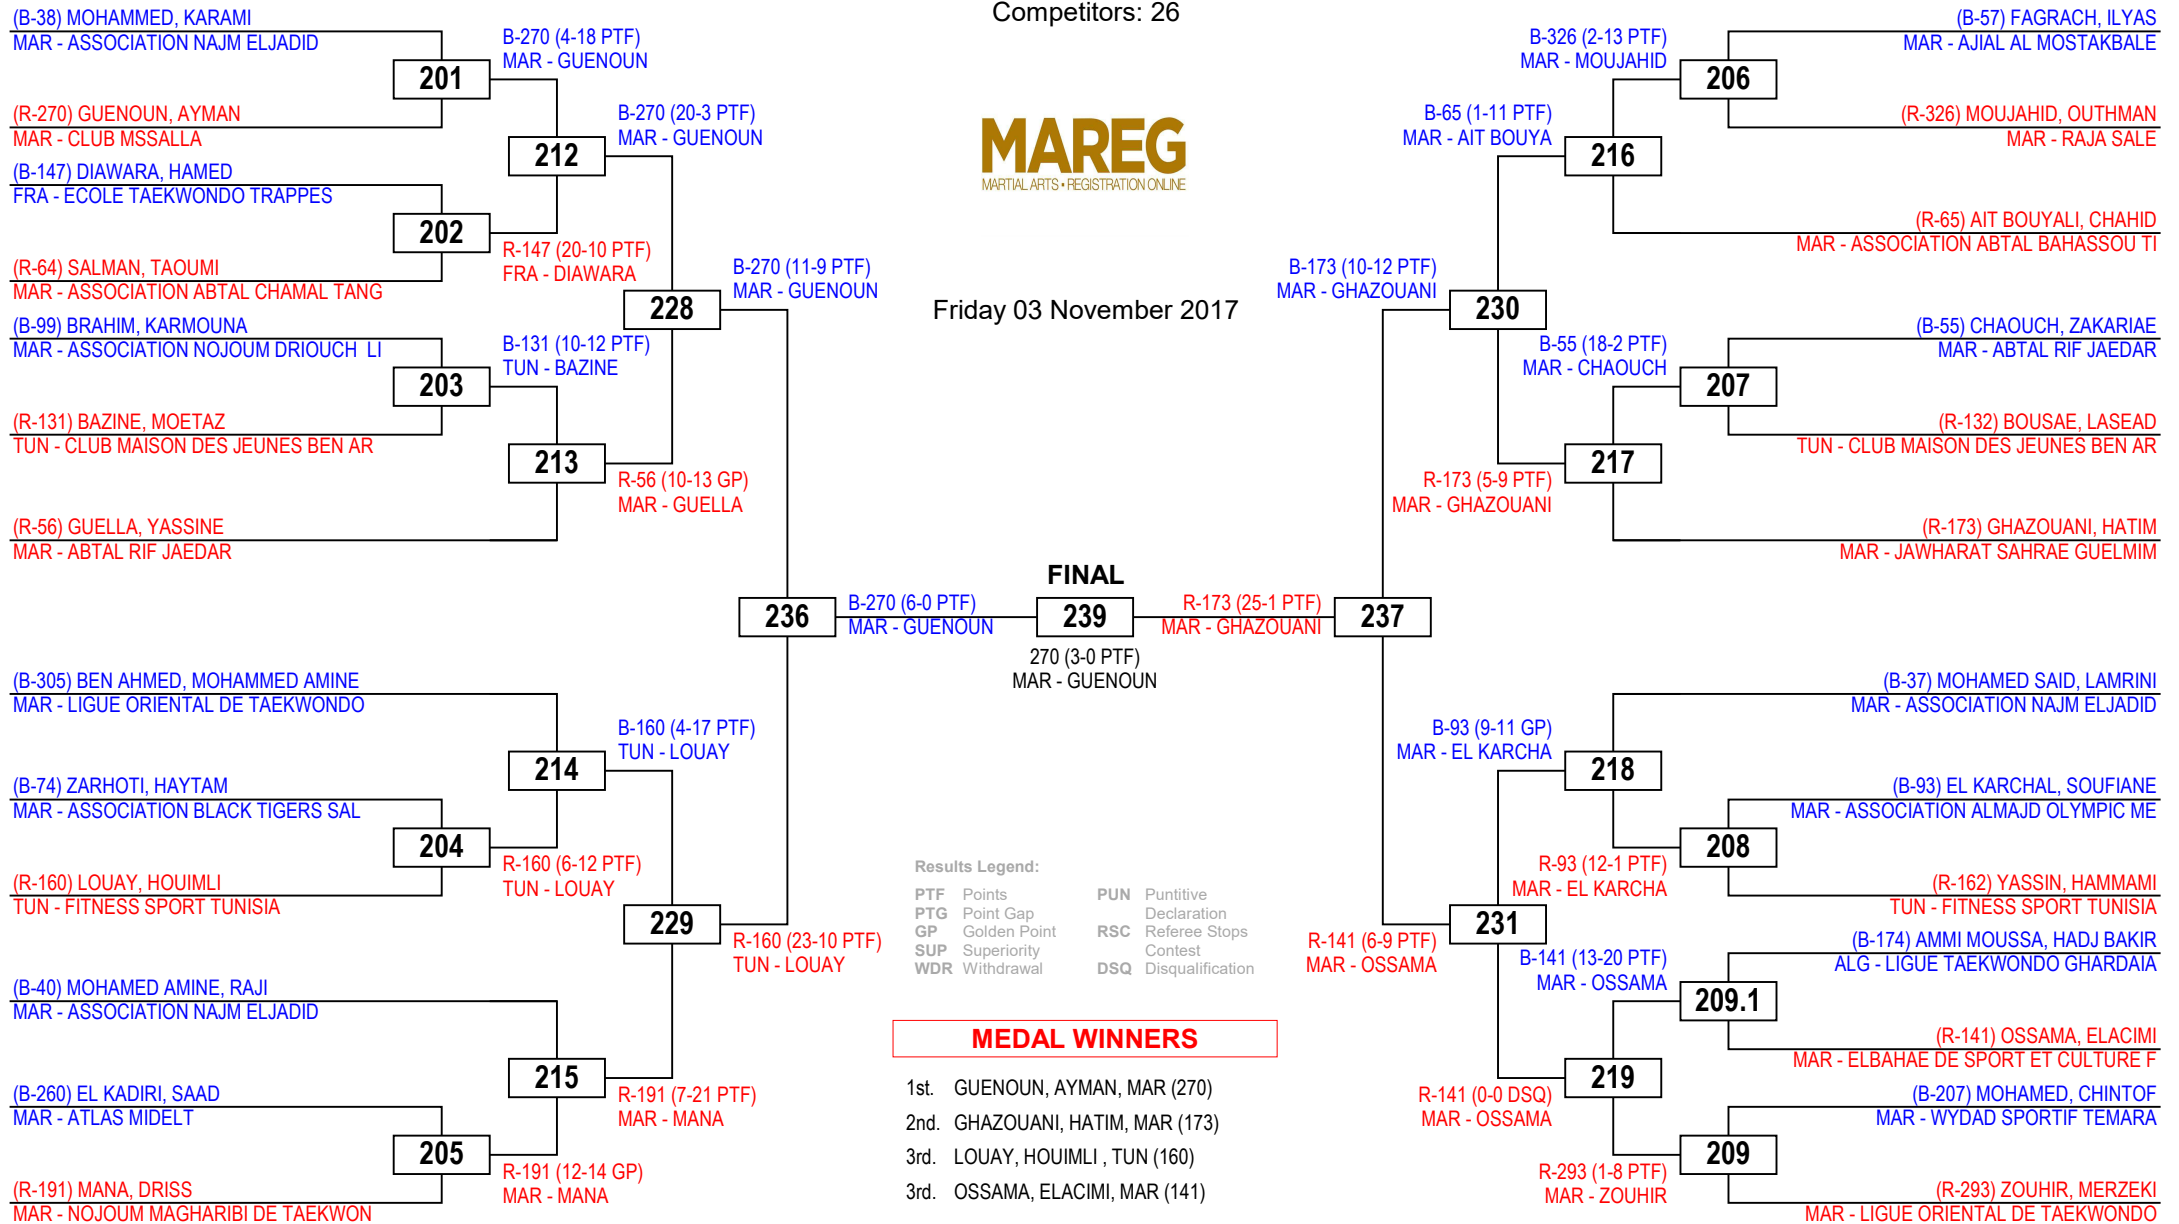 Competitors: 26
(B-38) MOHAMMED, KARAMI
MAR - ASSOCIATION NAJM ELJADID
201
(R-270) GUENOUN, AYMAN
MAR - CLUB MSSALLA
B-270 (4-18 PTF)
MAR - GUENOUN
(B-147) DIAWARA, HAMED
FRA - ECOLE TAEKWONDO TRAPPES
202
(R-64) SALMAN, TAOUMI
MAR - ASSOCIATION ABTAL CHAMAL TANG
R-147 (20-10 PTF)
FRA - DIAWARA
212
B-270 (20-3 PTF)
MAR - GUENOUN
(B-99) BRAHIM, KARMOUNA
MAR - ASSOCIATION NOJOUM DRIOUCH  LI
203
(R-131) BAZINE, MOETAZ
TUN - CLUB MAISON DES JEUNES BEN AR
B-131 (10-12 PTF)
TUN - BAZINE
213
(R-56) GUELLA, YASSINE
MAR - ABTAL RIF JAEDAR
R-56 (10-13 GP)
MAR - GUELLA
228
B-270 (11-9 PTF)
MAR - GUENOUN
(B-305) BEN AHMED, MOHAMMED AMINE
MAR - LIGUE ORIENTAL DE TAEKWONDO
214
B-160 (4-17 PTF)
TUN - LOUAY
(B-74) ZARHOTI, HAYTAM
MAR - ASSOCIATION BLACK TIGERS SAL
204
(R-160) LOUAY, HOUIMLI
TUN - FITNESS SPORT TUNISIA
R-160 (6-12 PTF)
TUN - LOUAY
229
R-160 (23-10 PTF)
TUN - LOUAY
(B-40) MOHAMED AMINE, RAJI
MAR - ASSOCIATION NAJM ELJADID
215
R-191 (7-21 PTF)
MAR - MANA
(B-260) EL KADIRI, SAAD
MAR - ATLAS MIDELT
205
(R-191) MANA, DRISS
MAR - NOJOUM MAGHARIBI DE TAEKWON
R-191 (12-14 GP)
MAR - MANA
236
B-270 (6-0 PTF)
MAR - GUENOUN
MAREG
MARTIAL ARTS • REGISTRATION ONLINE
Friday 03 November 2017
FINAL
239
270 (3-0 PTF)
MAR - GUENOUN
R-173 (25-1 PTF)
MAR - GHAZOUANI
237
(B-57) FAGRACH, ILYAS
MAR - AJIAL AL MOSTAKBALE
206
(R-326) MOUJAHID, OUTHMAN
MAR - RAJA SALE
B-326 (2-13 PTF)
MAR - MOUJAHID
216
(R-65) AIT BOUYALI, CHAHID
MAR - ASSOCIATION ABTAL BAHASSOU TI
B-65 (1-11 PTF)
MAR - AIT BOUYA
B-173 (10-12 PTF)
MAR - GHAZOUANI
230
(B-55) CHAOUCH, ZAKARIAE
MAR - ABTAL RIF JAEDAR
207
(R-132) BOUSAE, LASEAD
TUN - CLUB MAISON DES JEUNES BEN AR
B-55 (18-2 PTF)
MAR - CHAOUCH
217
(R-173) GHAZOUANI, HATIM
MAR - JAWHARAT SAHRAE GUELMIM
R-173 (5-9 PTF)
MAR - GHAZOUANI
(B-37) MOHAMED SAID, LAMRINI
MAR - ASSOCIATION NAJM ELJADID
218
B-93 (9-11 GP)
MAR - EL KARCHA
(B-93) EL KARCHAL, SOUFIANE
MAR - ASSOCIATION ALMAJD OLYMPIC ME
208
(R-162) YASSIN, HAMMAMI
TUN - FITNESS SPORT TUNISIA
R-93 (12-1 PTF)
MAR - EL KARCHA
231
R-141 (6-9 PTF)
MAR - OSSAMA
(B-174) AMMI MOUSSA, HADJ BAKIR
ALG - LIGUE TAEKWONDO GHARDAIA
209.1
(R-141) OSSAMA, ELACIMI
MAR - ELBAHAE DE SPORT ET CULTURE F
B-141 (13-20 PTF)
MAR - OSSAMA
219
R-141 (0-0 DSQ)
MAR - OSSAMA
(B-207) MOHAMED, CHINTOF
MAR - WYDAD SPORTIF TEMARA
209
(R-293) ZOUHIR, MERZEKI
MAR - LIGUE ORIENTAL DE TAEKWONDO
R-293 (1-8 PTF)
MAR - ZOUHIR
Results Legend:
PTF Points
PTG Point Gap
GP Golden Point
SUP Superiority
WDR Withdrawal
PUN Puntitive
Declaration
RSC Referee Stops
Contest
DSQ Disqualification
MEDAL WINNERS
1st. GUENOUN, AYMAN, MAR (270)
2nd. GHAZOUANI, HATIM, MAR (173)
3rd. LOUAY, HOUIMLI , TUN (160)
3rd. OSSAMA, ELACIMI, MAR (141)